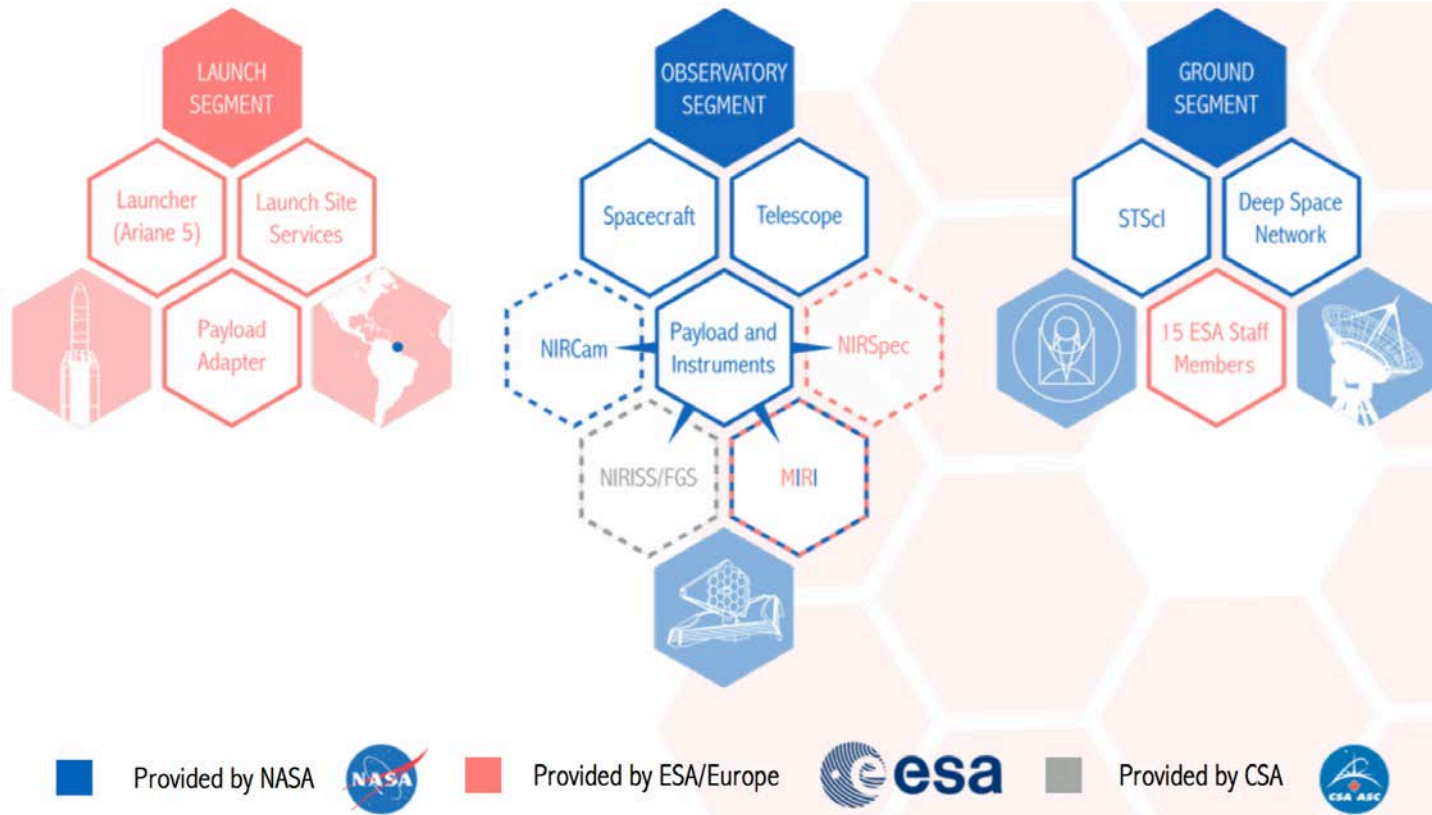 LAUNCH
SEGMENT
Launcher
(Ariane 5)
Launch Site
Services
Payload
Adapter
OBSERVATORY
SEGMENT
Spacecraft
Telescope
NIRCam
Payload and
Instruments
NIRSpec
NIRISS/FGS
MIRI
GROUND
SEGMENT
STScI
Deep Space
Network
15 ESA Staff
Members
Provided by NASA
NASA
Provided by ESA/Europe
esa
Provided by CSA
CSA ASC